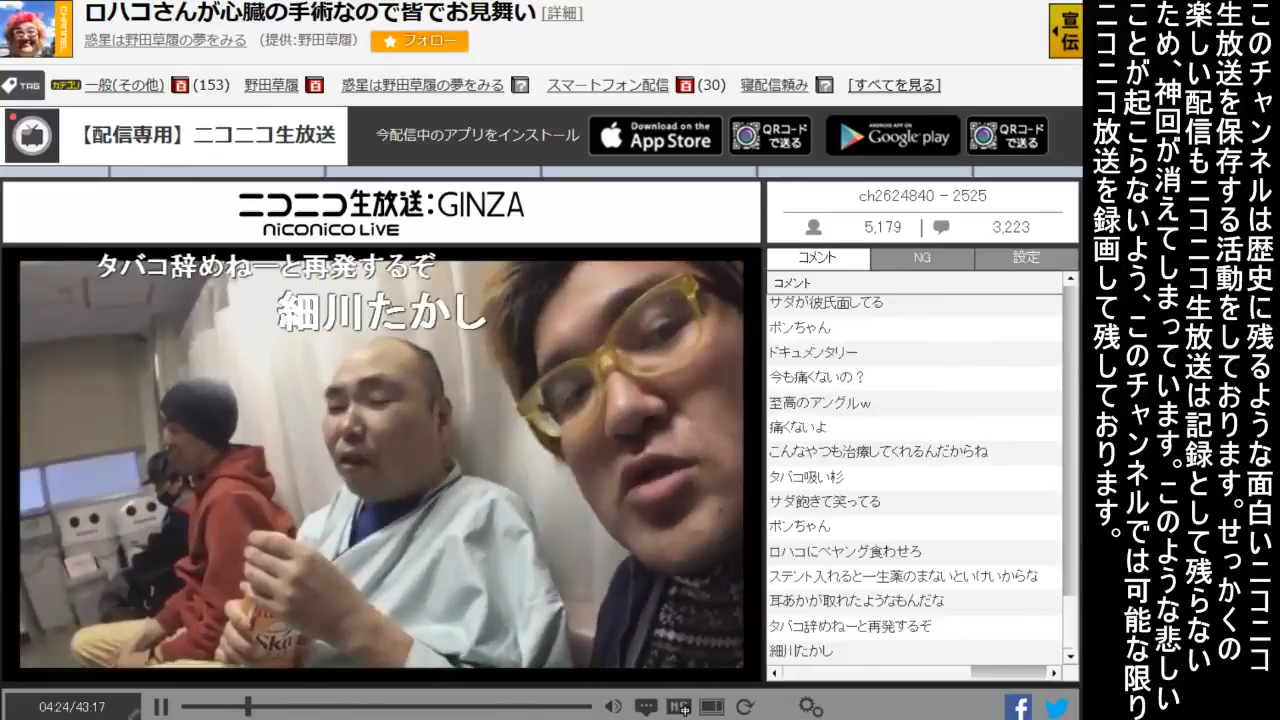 ロハコさんが心臓の手術なので皆でお見舞い [詳細]
惑星は野田草履の夢をみる (提供:野田草履) ★ フォロー
CHANNEL
宣伝
TAG カテゴリ 一般(その他) (153) 野田草履 惑星は野田草履の夢をみる ? スマートフォン配信 (30) 寝配信頼み ? [すべてを見る]
【配信専用】ニコニコ生放送
今配信中のアプリをインストール
Download on the App Store
QRコードで送る
ANDROID APP ON Google play
QRコードで送る
ニコニコ生放送:GINZA
niconico LIVE
ch2624840 - 2525
5,179 | 3,223
コメント NG 設定
コメント
サダが彼氏面してる
ボンちゃん
ドキュメンタリー
今も痛くないの？
至高のアングルw
痛くないよ
こんなやつも治療してくれるんだからね
タバコ吸い杉
サダ飽きて笑ってる
ボンちゃん
ロハコにペヤング食わせろ
ステント入れると一生薬のまないといけいからな
耳あかが取れたようなもんだな
タバコ辞めねーと再発するぞ
細川たかし
タバコ辞めねーと再発するぞ
細川たかし
04:24/43:17
このチャンネルは歴史に残るような面白いニコニコ
生放送を保存する活動をしております。せっかくの
楽しい配信もニコニコ生放送は記録として残らない
ため、神回が消えてしまっています。このような悲しい
ことが起こらないよう、このチャンネルでは可能な限り
ニコニコ放送を録画して残しております。